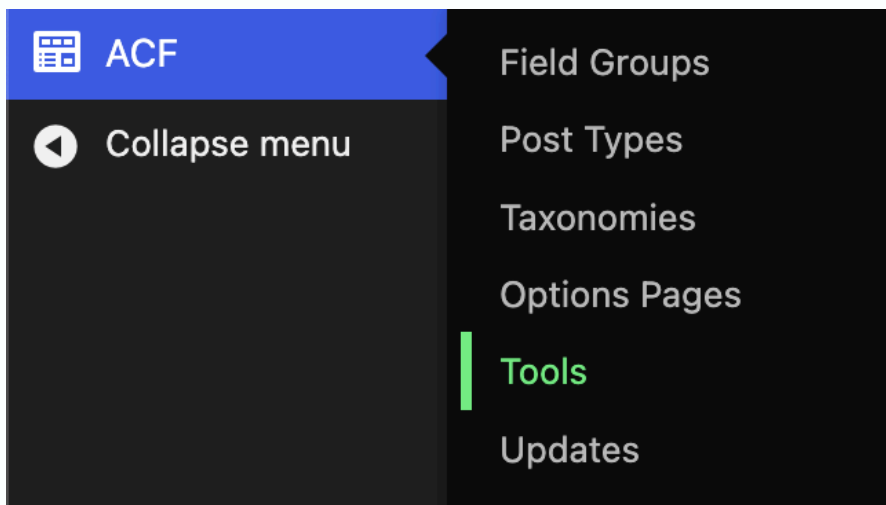 ACF
Collapse menu
Field Groups
Post Types
Taxonomies
Options Pages
Tools
Updates